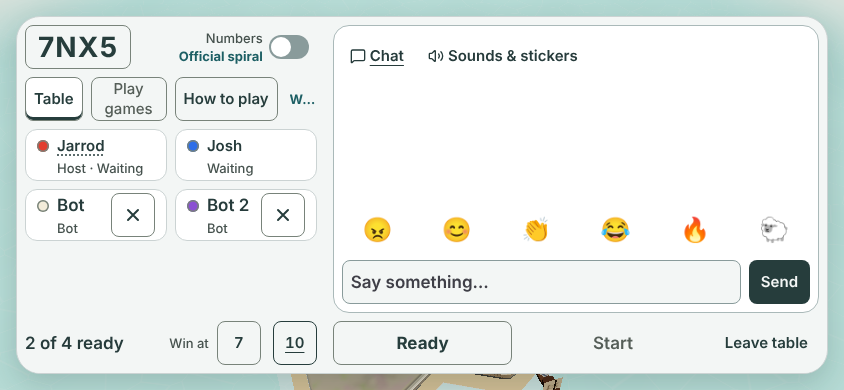 7NX5
Numbers
Official spiral
Table
Play
games
How to play
W...
Jarrod
Host · Waiting
Josh
Waiting
Bot
Bot
Bot 2
Bot
2 of 4 ready
Win at
7
10
Chat
Sounds & stickers
Say something...
Send
Ready
Start
Leave table